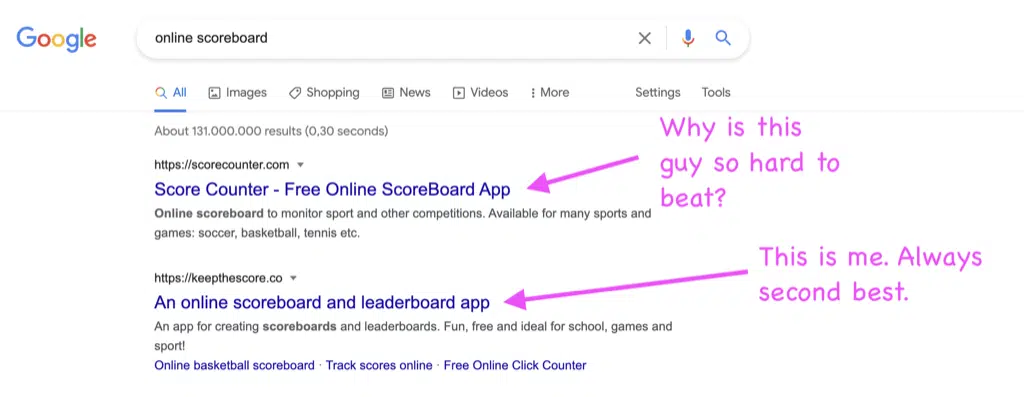 Google
online scoreboard
All Images Shopping News Videos More Settings Tools
About 131.000.000 results (0,30 seconds)
https://scorecounter.com
Score Counter - Free Online ScoreBoard App
Online scoreboard to monitor sport and other competitions. Available for many sports and
games: soccer, basketball, tennis etc.
Why is this
guy so hard to
beat?
https://keepthescore.co
An online scoreboard and leaderboard app
An app for creating scoreboards and leaderboards. Fun, free and ideal for school, games and
sport!
Online basketball scoreboard · Track scores online · Free Online Click Counter
This is me. Always
second best.